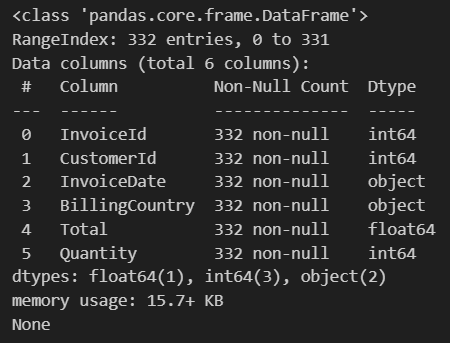 <class 'pandas.core.frame.DataFrame'>
RangeIndex: 332 entries, 0 to 331
Data columns (total 6 columns):
 #   Column          Non-Null Count  Dtype
---  ------          --------------  -----
 0   InvoiceId       332 non-null    int64
 1   CustomerId      332 non-null    int64
 2   InvoiceDate     332 non-null    object
 3   BillingCountry  332 non-null    object
 4   Total           332 non-null    float64
 5   Quantity        332 non-null    int64
dtypes: float64(1), int64(3), object(2)
memory usage: 15.7+ KB
None